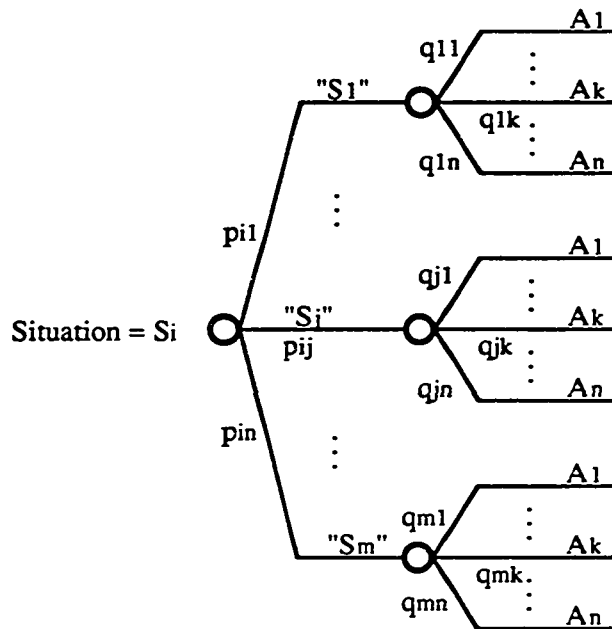 A1
q11
"S1"
Ak
q1k
q1n
An
pi1
A1
qj1
Situation = Si
"Sj"
Ak
pij
qjk
qjn
An
pin
A1
qm1
"Sm"
Ak
qmk
qmn
An